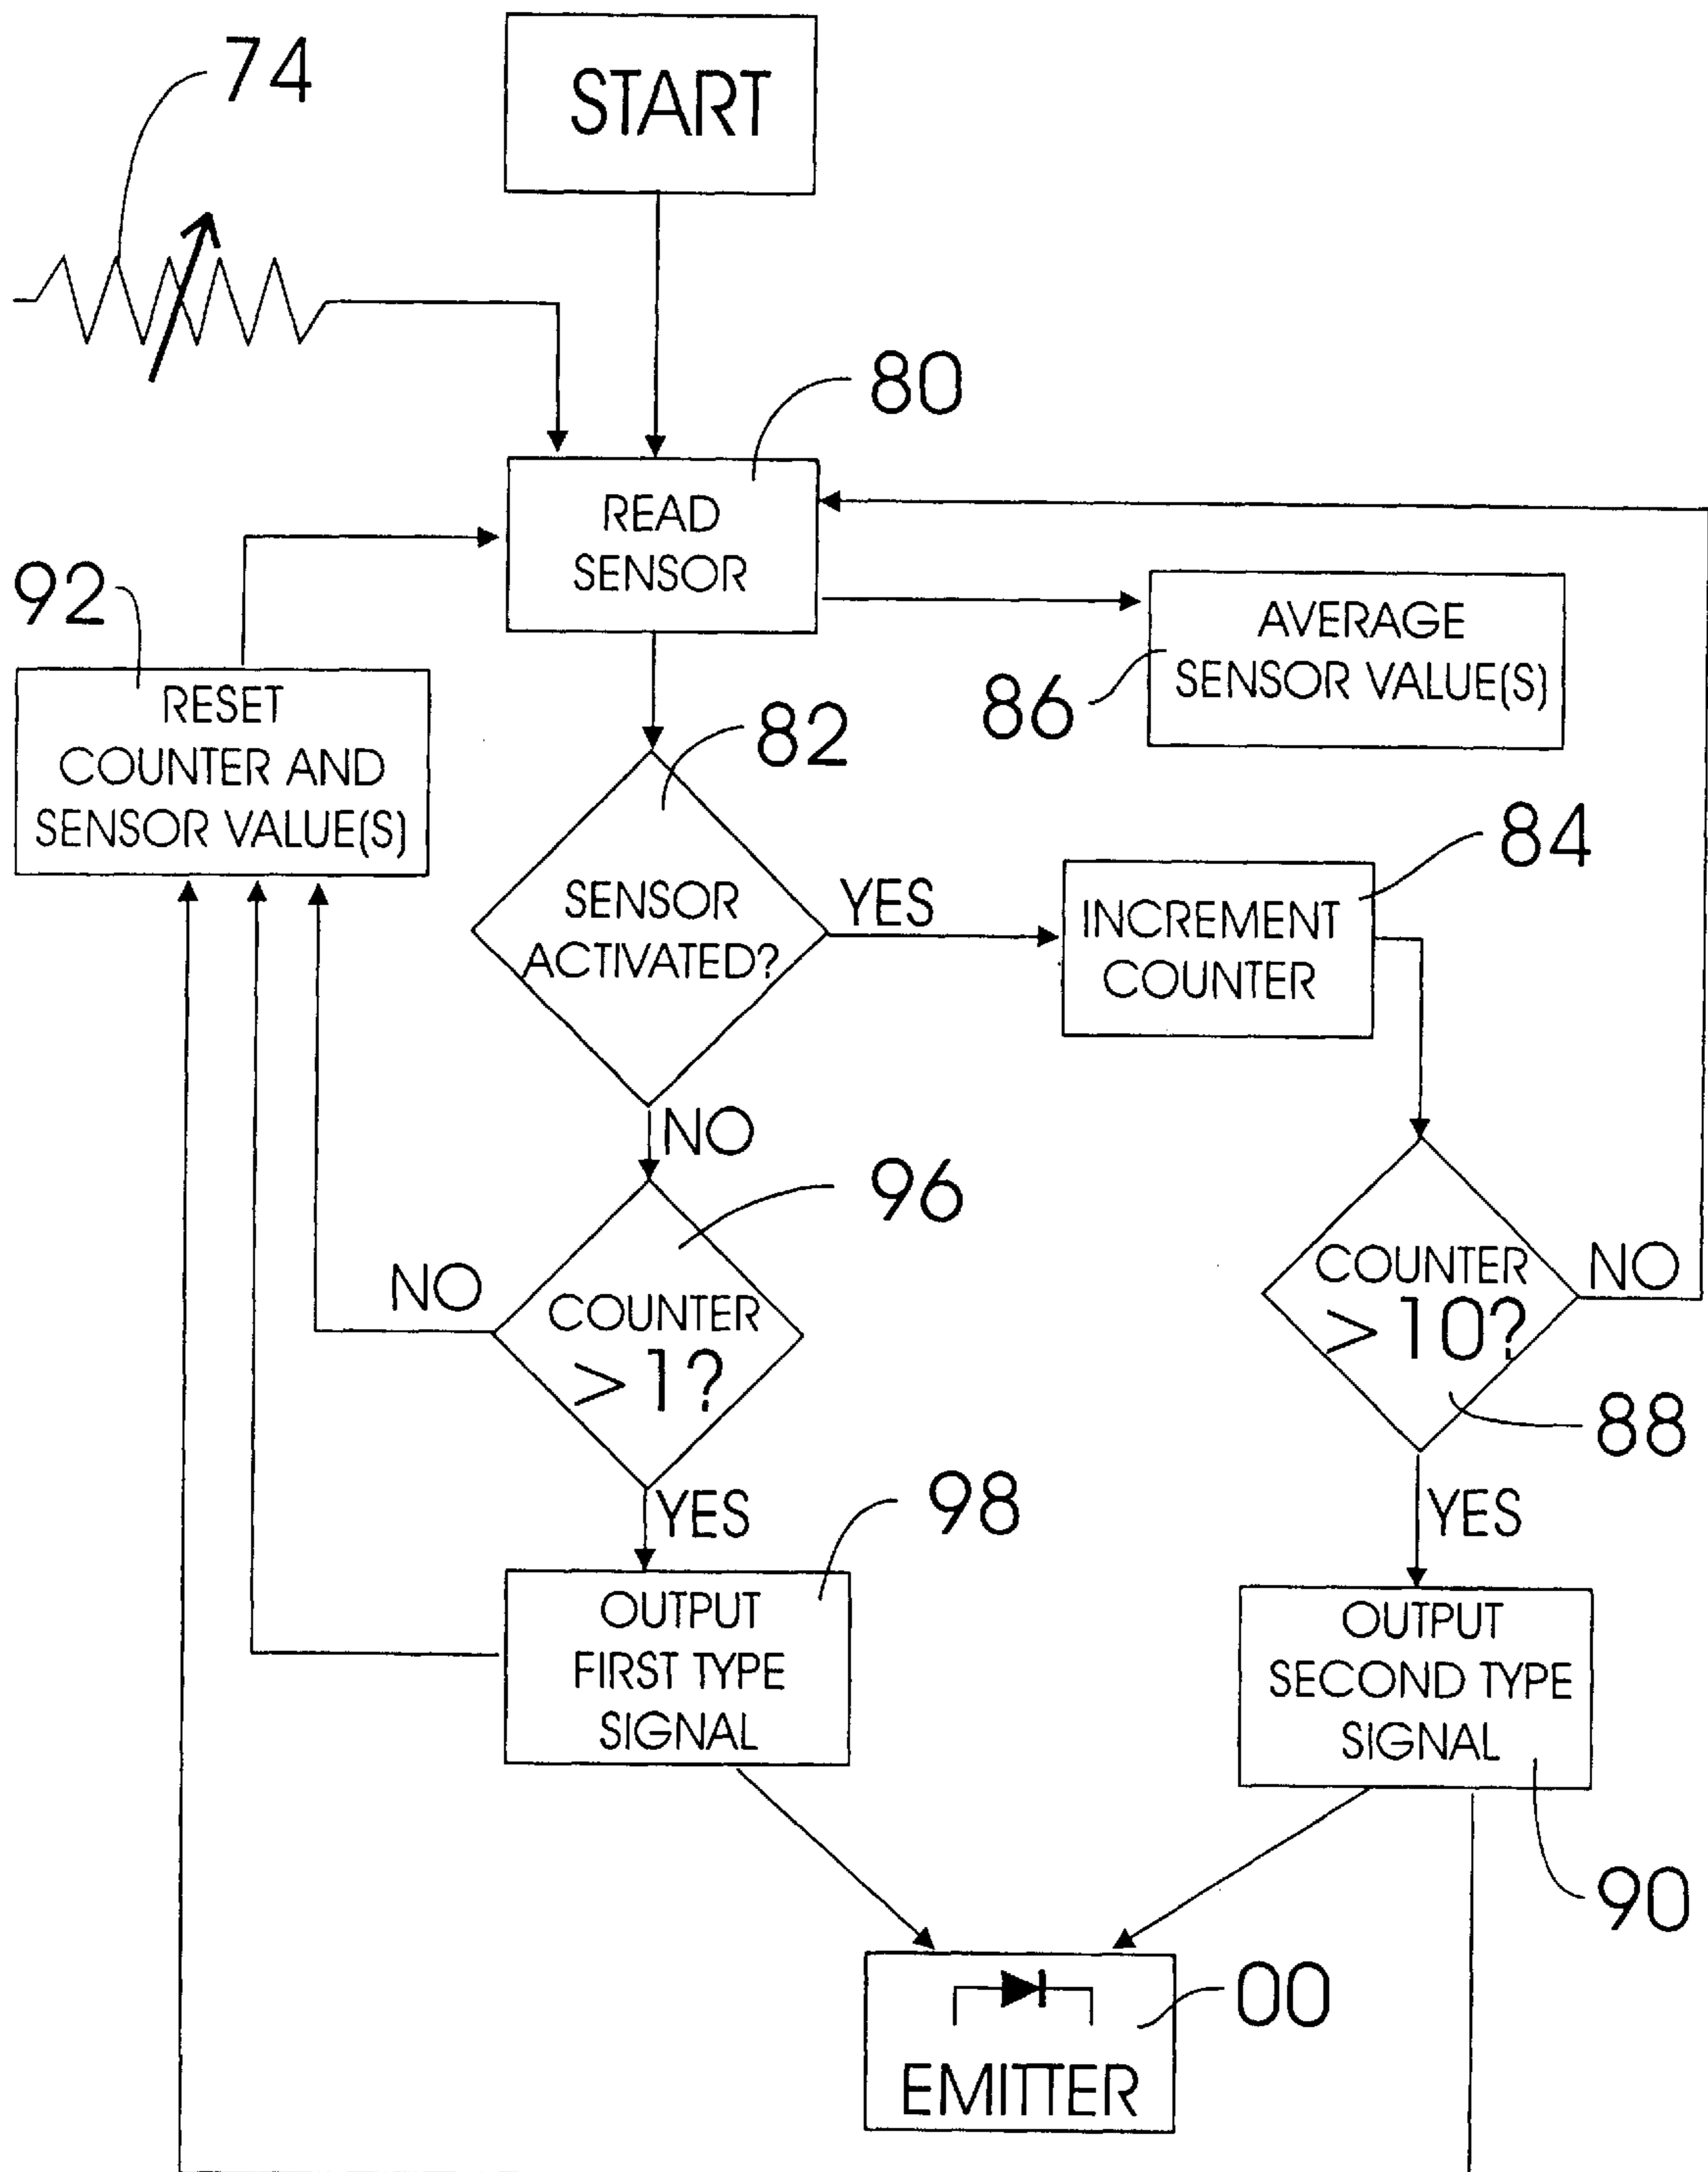 START
74
80
READ
SENSOR
92
RESET
COUNTER AND
SENSOR VALUE(S)
AVERAGE
SENSOR VALUE(S)
86
82
SENSOR
ACTIVATED?
YES
84
INCREMENT
COUNTER
NO
96
COUNTER
>1?
NO
COUNTER
>10?
NO
88
YES
98
YES
OUTPUT
FIRST TYPE
SIGNAL
OUTPUT
SECOND TYPE
SIGNAL
90
00
EMITTER